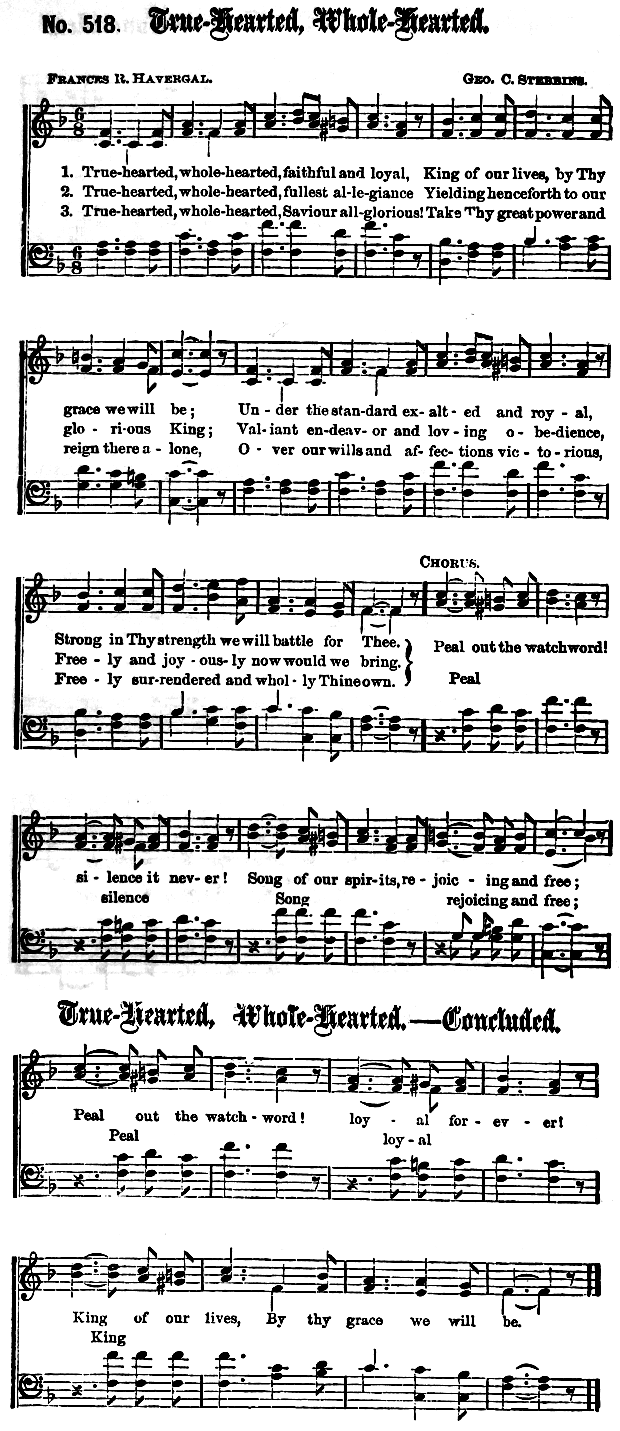 No. 518. True-Hearted, Whole-Hearted.
FRANCES R. HAVERGAL. GEO. C. STEBBINS.
1. True-hearted, whole-hearted, faithful and loyal, King of our lives, by Thy
2. True-hearted, whole-hearted, fullest al-le-giance Yielding henceforth to our
3. True-hearted, whole-hearted, Saviour all-glorious! Take Thy great power and
grace we will be; Un - der the stan-dard ex - alt - ed and roy - al,
glo - ri-ous King; Val-iant en-deav-or and lov-ing o-be-dience,
reign there a - lone, O - ver our wills and af - fec - tions vic - to - rious,
CHORUS.
Strong in Thy strength we will battle for Thee. Peal out the watchword!
Free - ly and joy - ous-ly now would we bring.
Free - ly sur-rendered and whol-ly Thine own. Peal
si - lence it nev-er! Song of our spir-its, re - joic - ing and free;
silence Song rejoicing and free;
True-Hearted, Whole-Hearted.—Concluded.
Peal out the watch-word! loy - al for-ev-er!
Peal loy-al
King of our lives, By thy grace we will be.
King